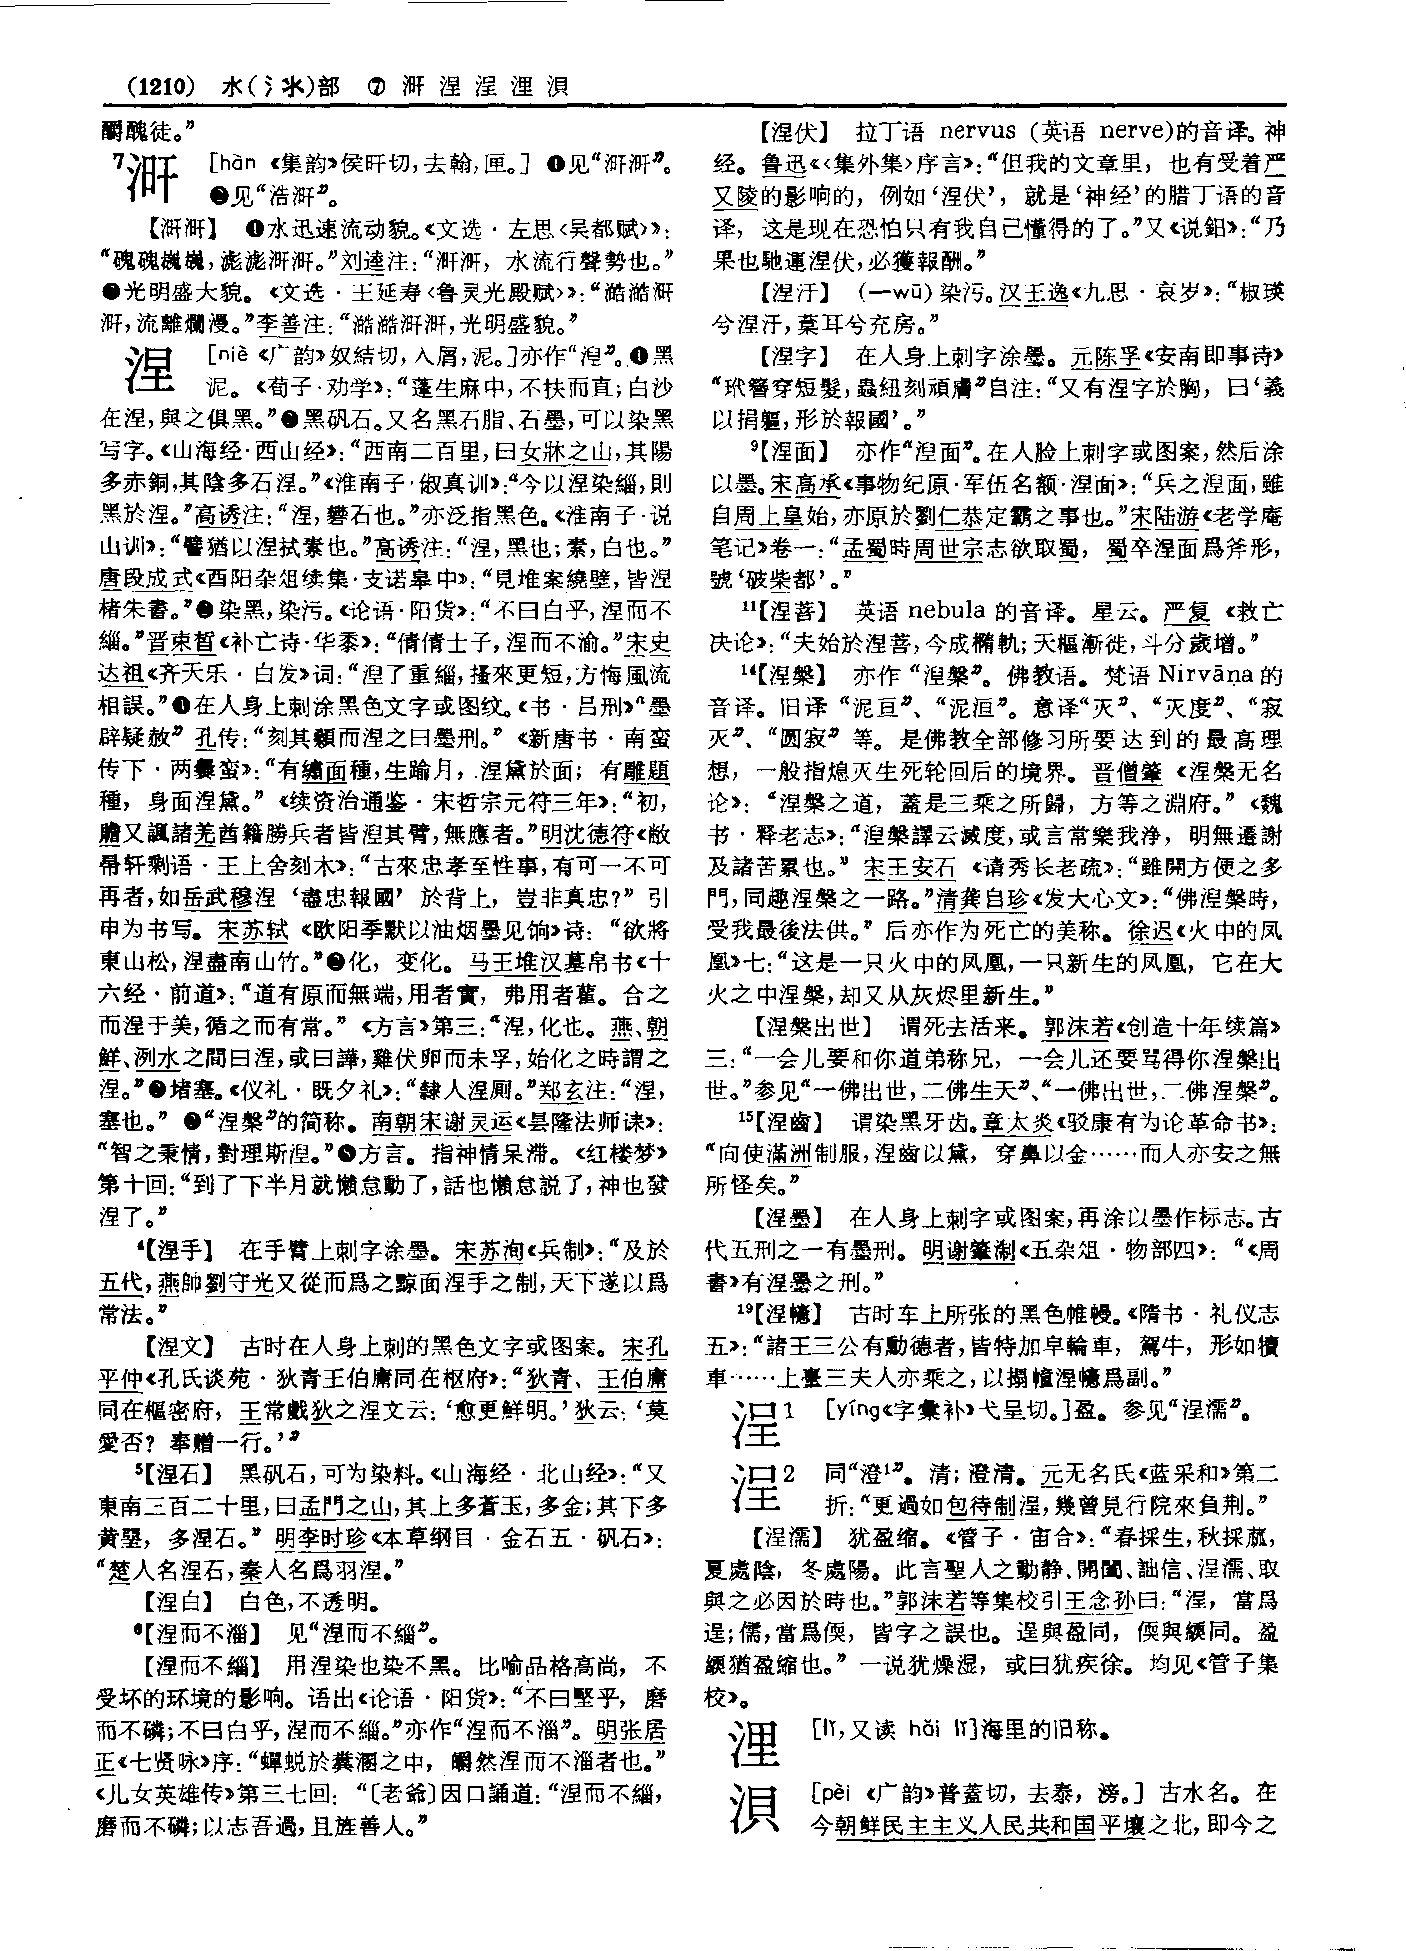 (1210) 水(氵氺)部 ⑦ 涆涅浧浬浿
醜徒。”
7涆 [hàn《集韵》侯旰切,去翰,匣。]❶见“涆涆”。
❷见“浩涆”。
【涆涆】 ❶水迅速流动貌。《文选·左思〈吴都赋〉》:
“磈磈巍巍,滮滮涆涆。”刘逵注:“涆涆,水流行聲勢也。”
❷光明盛大貌。《文选·王延寿〈鲁灵光殿赋〉》:“澔澔涆
涆,流離爛漫。”李善注:“澔澔涆涆,光明盛貌。”
涅 [niè《广韵》奴结切,入屑,泥。]亦作“湼”。❶黑
泥。《荀子·劝学》:“蓬生麻中,不扶而直;白沙
在涅,與之俱黑。”❷黑矾石。又名黑石脂、石墨,可以染黑
写字。《山海经·西山经》:“西南二百里,曰女牀之山,其陽
多赤銅,其陰多石涅。”《淮南子·俶真训》:“今以涅染緇,則
黑於涅。”高诱注:“涅,礬石也。”亦泛指黑色。《淮南子·说
山训》:“譬猶以涅拭素也。”高诱注:“涅,黑也;素,白也。”
唐段成式《酉阳杂俎续集·支诺皋中》:“見堆案繞壁,皆涅
楮朱書。”❸染黑,染污。《论语·阳货》:“不曰白乎,涅而不
緇。”晋束晳《补亡诗·华黍》:“倩倩士子,涅而不渝。”宋史
达祖《齐天乐·白发》词:“涅了重緇,搔來更短,方悔風流
相誤。”❹在人身上刺涂黑色文字或图纹。《书·吕刑》“墨
辟疑赦”孔传:“刻其顙而涅之曰墨刑。”《新唐书·南蛮
传下·两爨蛮》:“有繡面種,生踰月,涅黛於面;有雕題
種,身面涅黛。”《续资治通鉴·宋哲宗元符三年》:“初,
膽又諷諸羌酋籍勝兵者皆涅其臂,無應者。”明沈德符《敝
帚轩剩语·王上舍刻木》:“古來忠孝至性事,有可一不可
再者,如岳武穆涅‘盡忠報國’於背上,豈非真忠?”引
申为书写。宋苏轼《欧阳季默以油烟墨见饷》诗:“欲將
東山松,涅盡南山竹。”❺化,变化。马王堆汉墓帛书《十
六经·前道》:“道有原而無端,用者實,弗用者雚。合之
而涅于美,循之而有常。”《方言》第三:“涅,化也。燕、朝
鮮、洌水之間曰涅,或曰譁,雞伏卵而未孚,始化之時謂之
涅。”❻堵塞。《仪礼·既夕礼》:“隸人涅厠。”郑玄注:“涅,
塞也。”❼“涅槃”的简称。南朝宋谢灵运《昙隆法师诔》:
“智之秉情,對理斯涅。”❽方言。指神情呆滞。《红楼梦》
第十回:“到了下半月就懒怠動了,話也懒怠説了,神也發
涅了。”
4【涅手】 在手臂上刺字涂墨。宋苏洵《兵制》:“及於
五代,燕帥劉守光又從而爲之黥面涅手之制,天下遂以爲
常法。”
【涅文】 古时在人身上刺的黑色文字或图案。宋孔
平仲《孔氏谈苑·狄青王伯庸同在枢府》:“狄青、王伯庸
同在樞密府,王常戲狄之涅文云:‘愈更鮮明。’狄云:‘莫
愛否?奉贈一行。’”
5【涅石】 黑矾石,可为染料。《山海经·北山经》:“又
東南三百二十里,曰孟門之山,其上多蒼玉,多金;其下多
黄堊,多涅石。”明李时珍《本草纲目·金石五·矾石》:
“楚人名涅石,秦人名爲羽涅。”
【涅白】 白色,不透明。
6【涅而不淄】 见“涅而不緇”。
【涅而不緇】 用涅染也染不黑。比喻品格高尚,不
受坏的环境的影响。语出《论语·阳货》:“不曰堅乎,磨
而不磷;不曰白乎,涅而不緇。”亦作“涅而不淄”。明张居
正《七贤咏》序:“蟬蜕於糞溷之中,皭然涅而不淄者也。”
《儿女英雄传》第三七回:“〔老爺〕因口誦道:“涅而不緇,
磨而不磷;以志吾過,且旌善人。”
【涅伏】 拉丁语 nervus (英语 nerve)的音译。神
经。鲁迅《〈集外集〉序言》:“但我的文章里,也有受着严
又陵的影响的,例如‘涅伏’,就是‘神经’的腊丁语的音
译,这是现在恐怕只有我自己懂得的了。”又《说鈤》:“乃
果也馳運涅伏,必獲報酬。”
【涅汙】 (—wū)染污。汉王逸《九思·哀岁》:“椒瑛
兮涅汙,葈耳兮充房。”
【涅字】 在人身上刺字涂墨。元陈孚《安南即事诗》
“玳簪穿短髮,蟲紐刻頑膚”自注:“又有涅字於胸,曰‘義
以捐軀,形於報國’。”
9【涅面】 亦作“湼面”。在人脸上刺字或图案,然后涂
以墨。宋高承《事物纪原·军伍名额·涅面》:“兵之涅面,雖
自周上皇始,亦原於劉仁恭定霸之事也。”宋陆游《老学庵
笔记》卷一:“孟蜀時周世宗志欲取蜀,蜀卒涅面爲斧形,
號‘破柴都’。”
11【涅菩】 英语 nebula 的音译。星云。严复《救亡
决论》:“夫始於涅菩,今成橢軌;天樞漸徙,斗分歲增。”
14【涅槃】 亦作“湼槃”。佛教语。梵语 Nirvāṇa 的
音译。旧译“泥亘”、“泥洹”。意译“灭”、“灭度”、“寂
灭”、“圆寂”等。是佛教全部修习所要达到的最高理
想,一般指熄灭生死轮回后的境界。晋僧肇《涅槃无名
论》:“涅槃之道,蓋是三乘之所歸,方等之淵府。”《魏
书·释老志》:“湼槃譯云滅度,或言常樂我浄,明無遷謝
及諸苦累也。”宋王安石《请秀长老疏》:“雖開方便之多
門,同趣涅槃之一路。”清龚自珍《发大心文》:“佛湼槃時,
受我最後法供。”后亦作为死亡的美称。徐迟《火中的凤
凰》七:“这是一只火中的凤凰,一只新生的凤凰,它在大
火之中涅槃,却又从灰烬里新生。”
【涅槃出世】 谓死去活来。郭沫若《创造十年续篇》
三:“一会儿要和你道弟称兄,一会儿还要骂得你涅槃出
世。”参见“一佛出世,二佛生天”、“一佛出世,二佛涅槃”。
15【涅齒】 谓染黑牙齿。章太炎《驳康有为论革命书》:
“向使滿洲制服,涅齒以黛,穿鼻以金……而人亦安之無
所怪矣。”
【涅墨】 在人身上刺字或图案,再涂以墨作标志。古
代五刑之一有墨刑。明谢肇淛《五杂俎·物部四》:“《周
書》有涅墨之刑。”
19【涅幰】 古时车上所张的黑色帷幔。《隋书·礼仪志
五》:“諸王三公有勳德者,皆特加皁輪車,駕牛,形如犢
車……上臺三夫人亦乘之,以搨幢涅幰爲副。”
浧1 [yíng《字彙补》弋呈切。]盈。参见“浧濡”。
浧2 同“澄1”。清;澄清。元无名氏《蓝采和》第二
折:“更過如包待制浧,幾曾見行院來負荆。”
【浧濡】 犹盈缩。《管子·宙合》:“春採生,秋採蓏,
夏處陰,冬處陽。此言聖人之動静、開闔、詘信、浧濡、取
與之必因於時也。”郭沫若等集校引王念孙曰:“浧,當爲
逞;儒,當爲偄,皆字之誤也。逞與盈同,偄與緛同。盈
緛猶盈縮也。”一说犹燥湿,或曰犹疾徐。均见《管子集
校》。
浬 [lǐ,又读 hǎi lǐ]海里的旧称。
浿 [pèi《广韵》普蓋切,去泰,滂。]古水名。在
今朝鲜民主主义人民共和国平壤之北,即今之